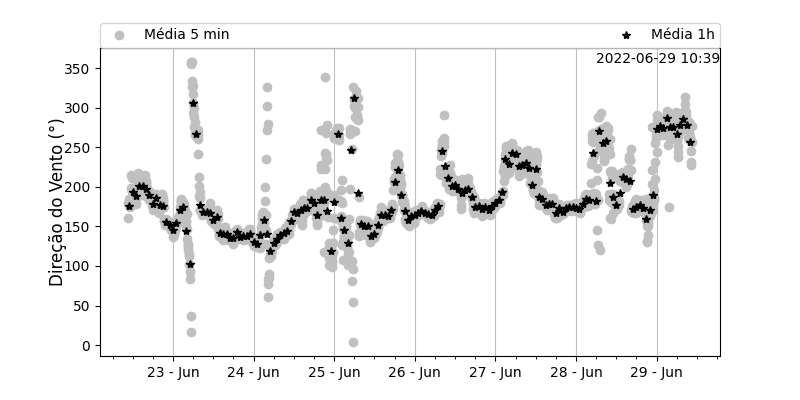 Média 5 min
Média 1h
2022-06-29 10:39
Direção do Vento (°)
350
300
250
200
150
100
50
0
23 - Jun
24 - Jun
25 - Jun
26 - Jun
27 - Jun
28 - Jun
29 - Jun